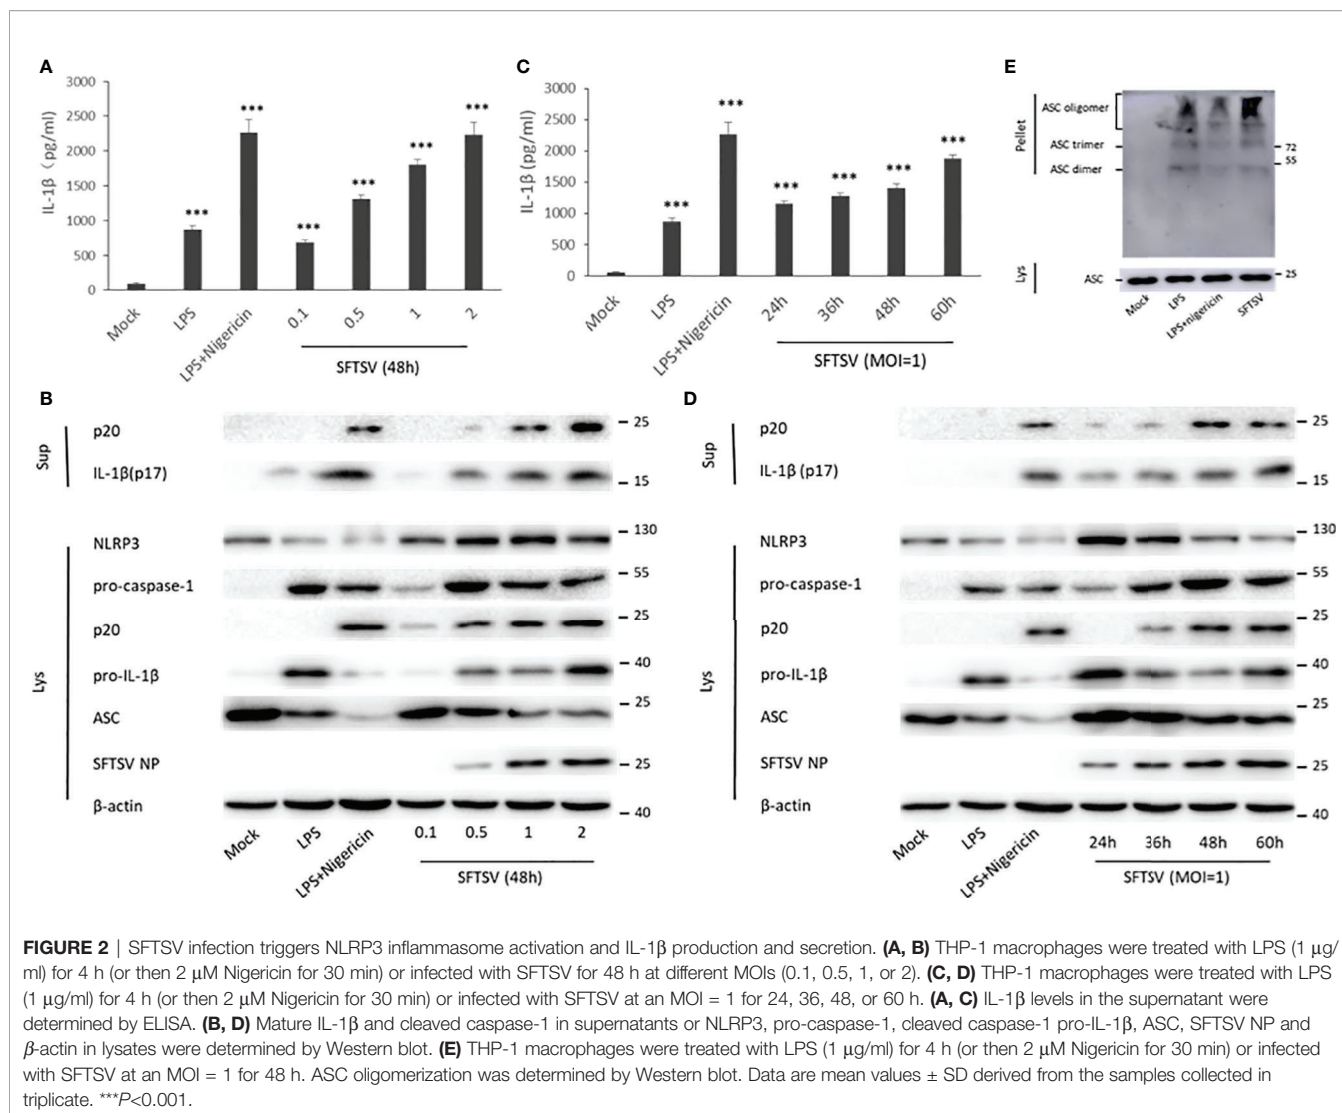 A
3000
2500
2000
1500
1000
500
0
IL-1β (pg/ml)
***
***
***
***
***
***
Mock
LPS
LPS+Nigericin
0.1
0.5
1
2
SFTSV (48h)
C
3000
2500
2000
1500
1000
500
0
IL-1β (pg/ml)
***
***
***
***
***
***
Mock
LPS
LPS+Nigericin
24h
36h
48h
60h
SFTSV (MOI=1)
E
Pellet
ASC oligomer
ASC trimer
72
55
ASC dimer
Lys
ASC
25
Mock
LPS
LPS+nigericin
SFTSV
B
Sup
p20
25
IL-1β(p17)
15
Lys
NLRP3
130
pro-caspase-1
55
p20
25
pro-IL-1β
40
ASC
25
SFTSV NP
25
β-actin
40
Mock
LPS
LPS+Nigericin
0.1
0.5
1
2
SFTSV (48h)
D
Sup
p20
25
IL-1β (p17)
15
Lys
NLRP3
130
pro-caspase-1
55
p20
25
pro-IL-1β
40
ASC
25
SFTSV NP
25
β-actin
40
Mock
LPS
LPS+Nigericin
24h
36h
48h
60h
SFTSV (MOI=1)
FIGURE 2 | SFTSV infection triggers NLRP3 inflammasome activation and IL-1β production and secretion. (A, B) THP-1 macrophages were treated with LPS (1 μg/
ml) for 4 h (or then 2 μM Nigericin for 30 min) or infected with SFTSV for 48 h at different MOIs (0.1, 0.5, 1, or 2). (C, D) THP-1 macrophages were treated with LPS
(1 μg/ml) for 4 h (or then 2 μM Nigericin for 30 min) or infected with SFTSV at an MOI = 1 for 24, 36, 48, or 60 h. (A, C) IL-1β levels in the supernatant were
determined by ELISA. (B, D) Mature IL-1β and cleaved caspase-1 in supernatants or NLRP3, pro-caspase-1, cleaved caspase-1 pro-IL-1β, ASC, SFTSV NP and
β-actin in lysates were determined by Western blot. (E) THP-1 macrophages were treated with LPS (1 μg/ml) for 4 h (or then 2 μM Nigericin for 30 min) or infected
with SFTSV at an MOI = 1 for 48 h. ASC oligomerization was determined by Western blot. Data are mean values ± SD derived from the samples collected in
triplicate. ***P<0.001.